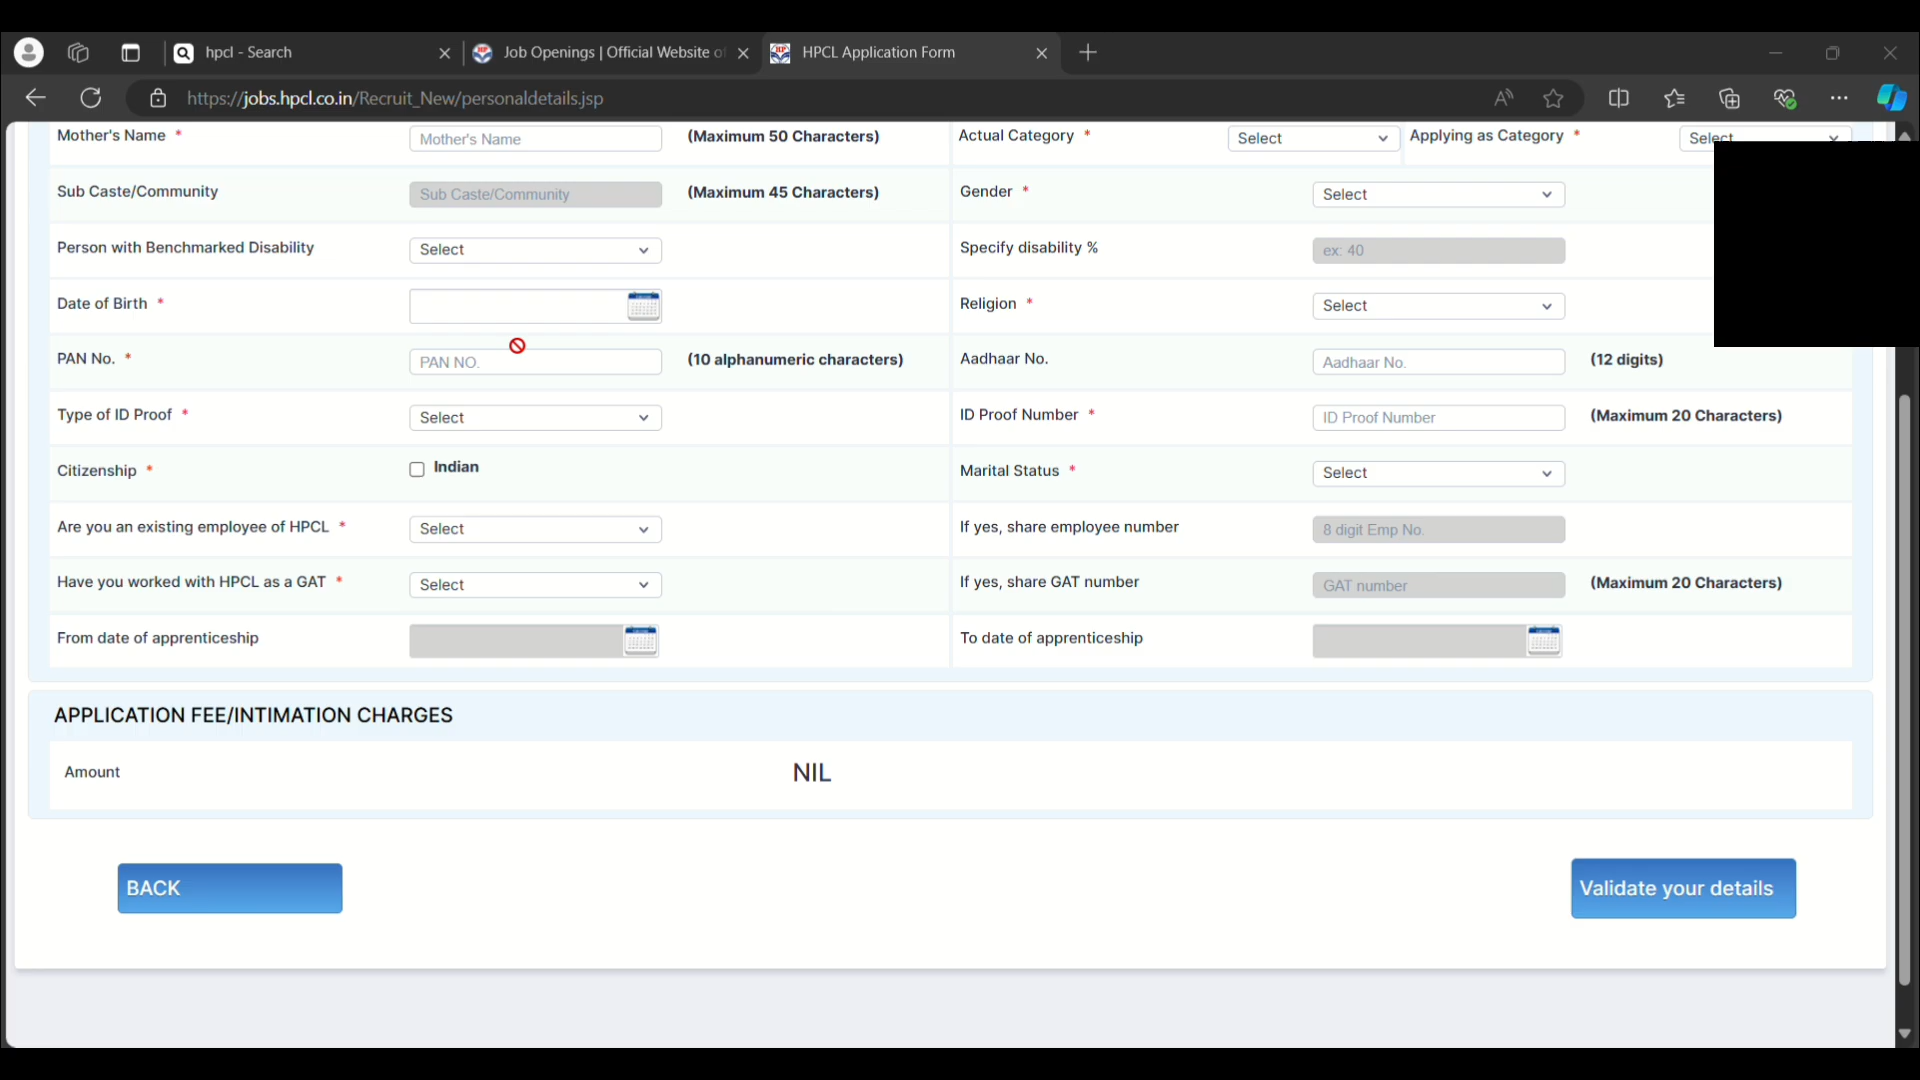 hpcl - Search
Job Openings | Official Website of
HPCL Application Form
https://jobs.hpcl.co.in/Recruit_New/personaldetails.jsp
Mother's Name * Mother's Name (Maximum 50 Characters) Actual Category * Select Applying as Category * Select
Sub Caste/Community Sub Caste/Community (Maximum 45 Characters) Gender * Select
Person with Benchmarked Disability Select Specify disability % ex: 40
Date of Birth * Religion * Select
PAN No. * PAN NO. (10 alphanumeric characters) Aadhaar No. Aadhaar No. (12 digits)
Type of ID Proof * Select ID Proof Number * ID Proof Number (Maximum 20 Characters)
Citizenship * Indian Marital Status * Select
Are you an existing employee of HPCL * Select If yes, share employee number 8 digit Emp No.
Have you worked with HPCL as a GAT * Select If yes, share GAT number GAT number (Maximum 20 Characters)
From date of apprenticeship To date of apprenticeship
APPLICATION FEE/INTIMATION CHARGES
Amount NIL
BACK Validate your details